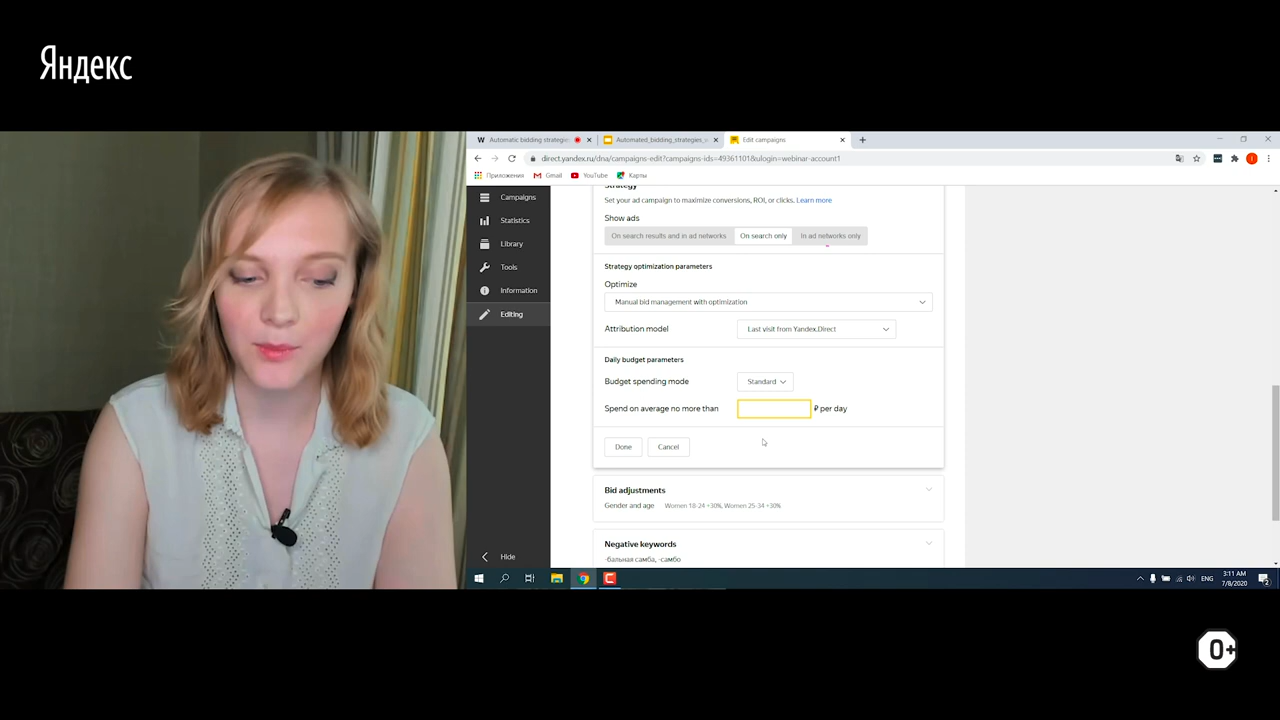 Яндекс
Automatic bidding strategie
Automated_bidding_strategies_
Edit campaigns
direct.yandex.ru/dna/campaigns-edit?campaigns-ids=49361101&ulogin=webinar-account1
Приложения
Gmail
YouTube
Карты
Campaigns
Statistics
Library
Tools
Information
Editing
Hide
Strategy
Set your ad campaign to maximize conversions, ROI, or clicks. Learn more
Show ads
On search results and in ad networks
On search only
In ad networks only
Strategy optimization parameters
Optimize
Manual bid management with optimization
Attribution model
Last visit from Yandex.Direct
Daily budget parameters
Budget spending mode
Standard
Spend on average no more than
₽ per day
Done
Cancel
Bid adjustments
Gender and age Women 18-24 +30%, Women 25-34 +30%
Negative keywords
-бальная самба, -самбо
ENG
3:11 AM
7/8/2020
0+